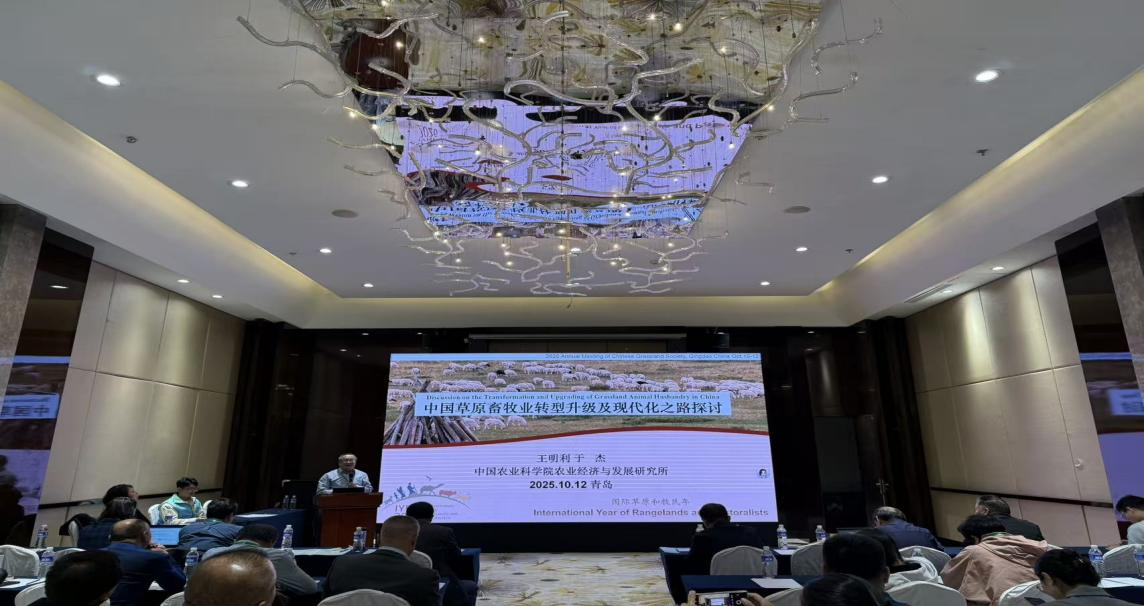 2020 Annual Meeting of Chinese Grassland Society, Qingdao China Oct.10-12
Discussion on the Transformation and Upgrading of Grassland Animal Husbandry in China
中国草原畜牧业转型升级及现代化之路探讨
王明利 于 杰
中国农业科学院农业经济与发展研究所
2025.10.12 青岛
国际草原和牧民年
International Year of Rangelands and Pastoralists
IY